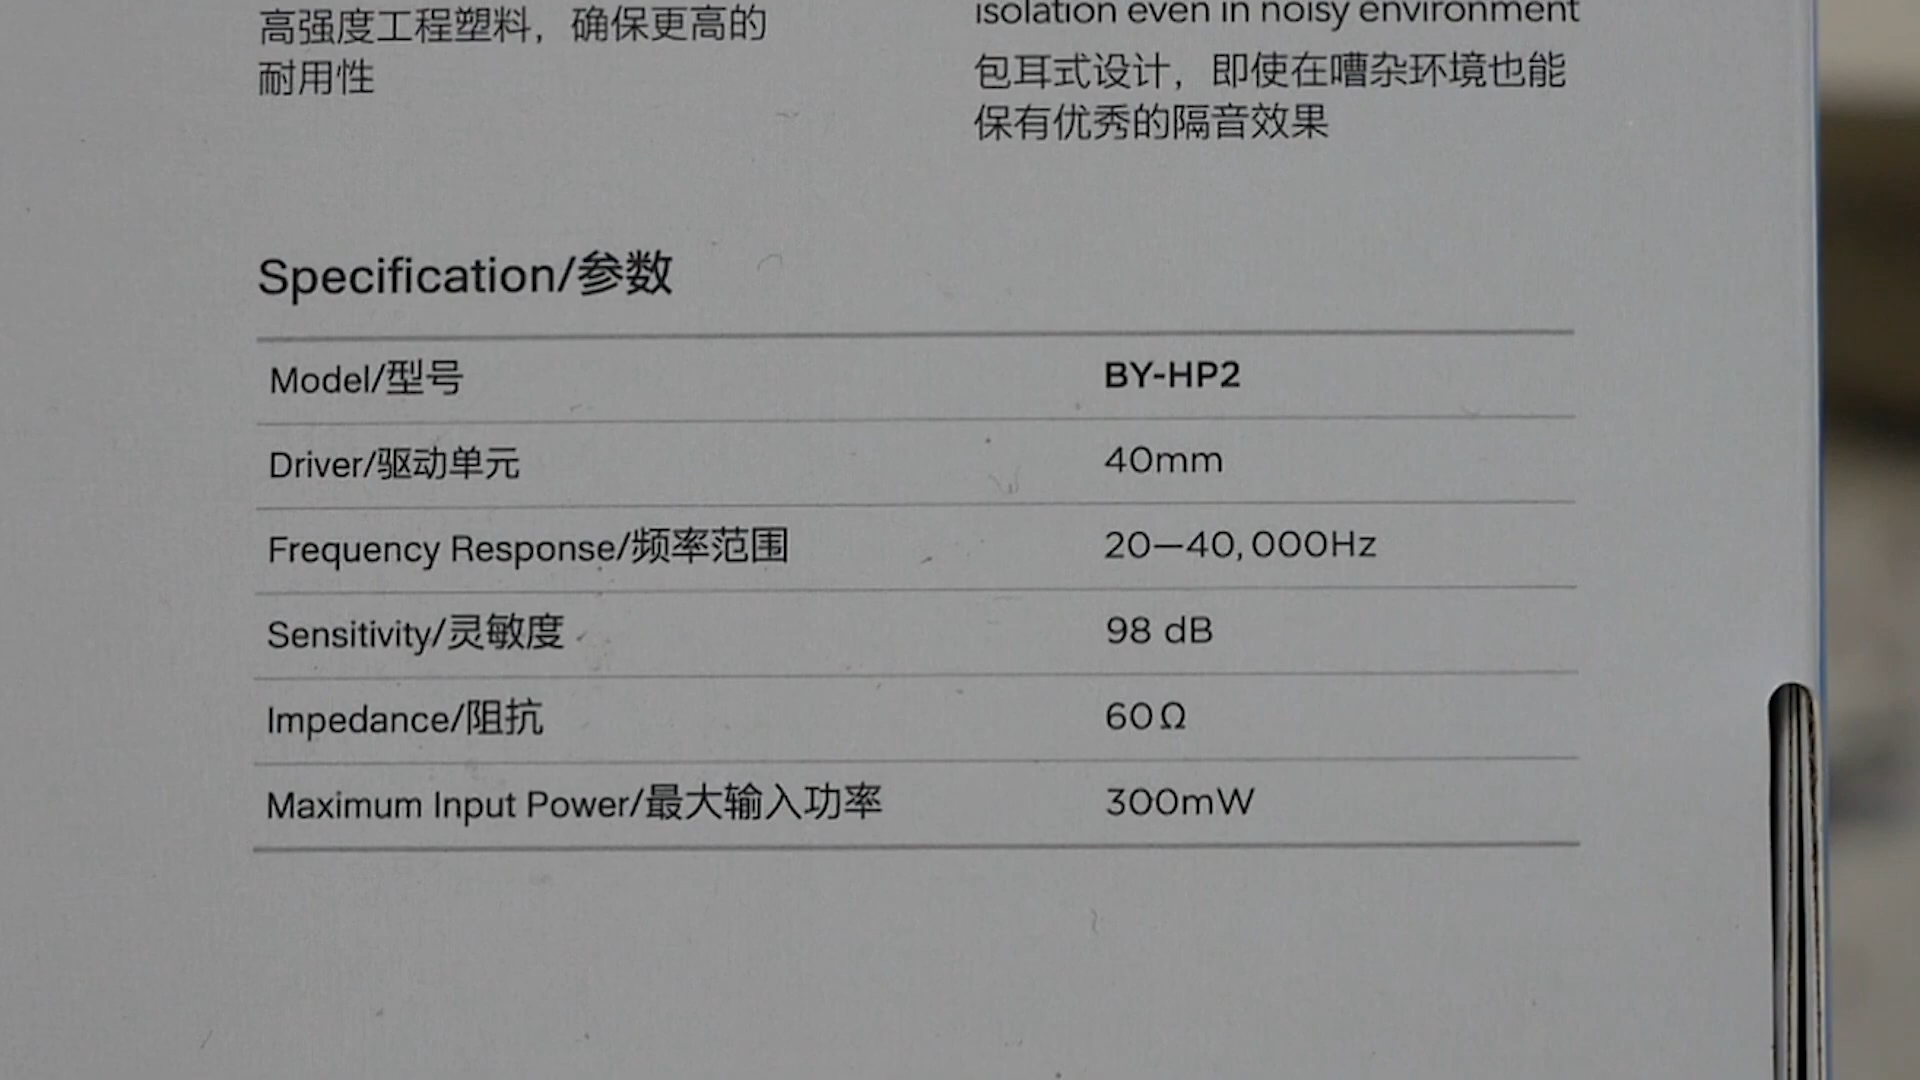 高强度工程塑料，确保更高的
耐用性
isolation even in noisy environment
包耳式设计，即使在嘈杂环境也能
保有优秀的隔音效果
Specification/参数
Model/型号 BY-HP2
Driver/驱动单元 40mm
Frequency Response/频率范围 20—40,000Hz
Sensitivity/灵敏度 98 dB
Impedance/阻抗 60Ω
Maximum Input Power/最大输入功率 300mW